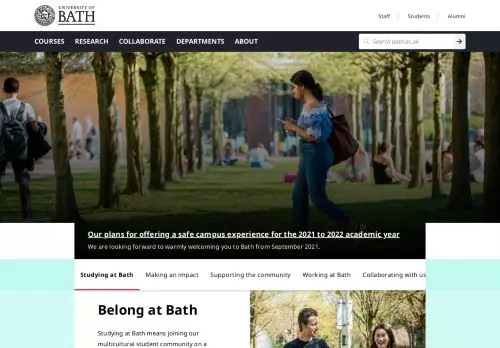 UNIVERSITY OF
BATH
Staff
Students
Alumni
COURSES
RESEARCH
COLLABORATE
DEPARTMENTS
ABOUT
Search bath.ac.uk
Our plans for offering a safe campus experience for the 2021 to 2022 academic year
We are looking forward to warmly welcoming you to Bath from September 2021.
Studying at Bath
Making an impact
Supporting the community
Working at Bath
Collaborating with us
Belong at Bath
Studying at Bath means joining our
multicultural student community on a